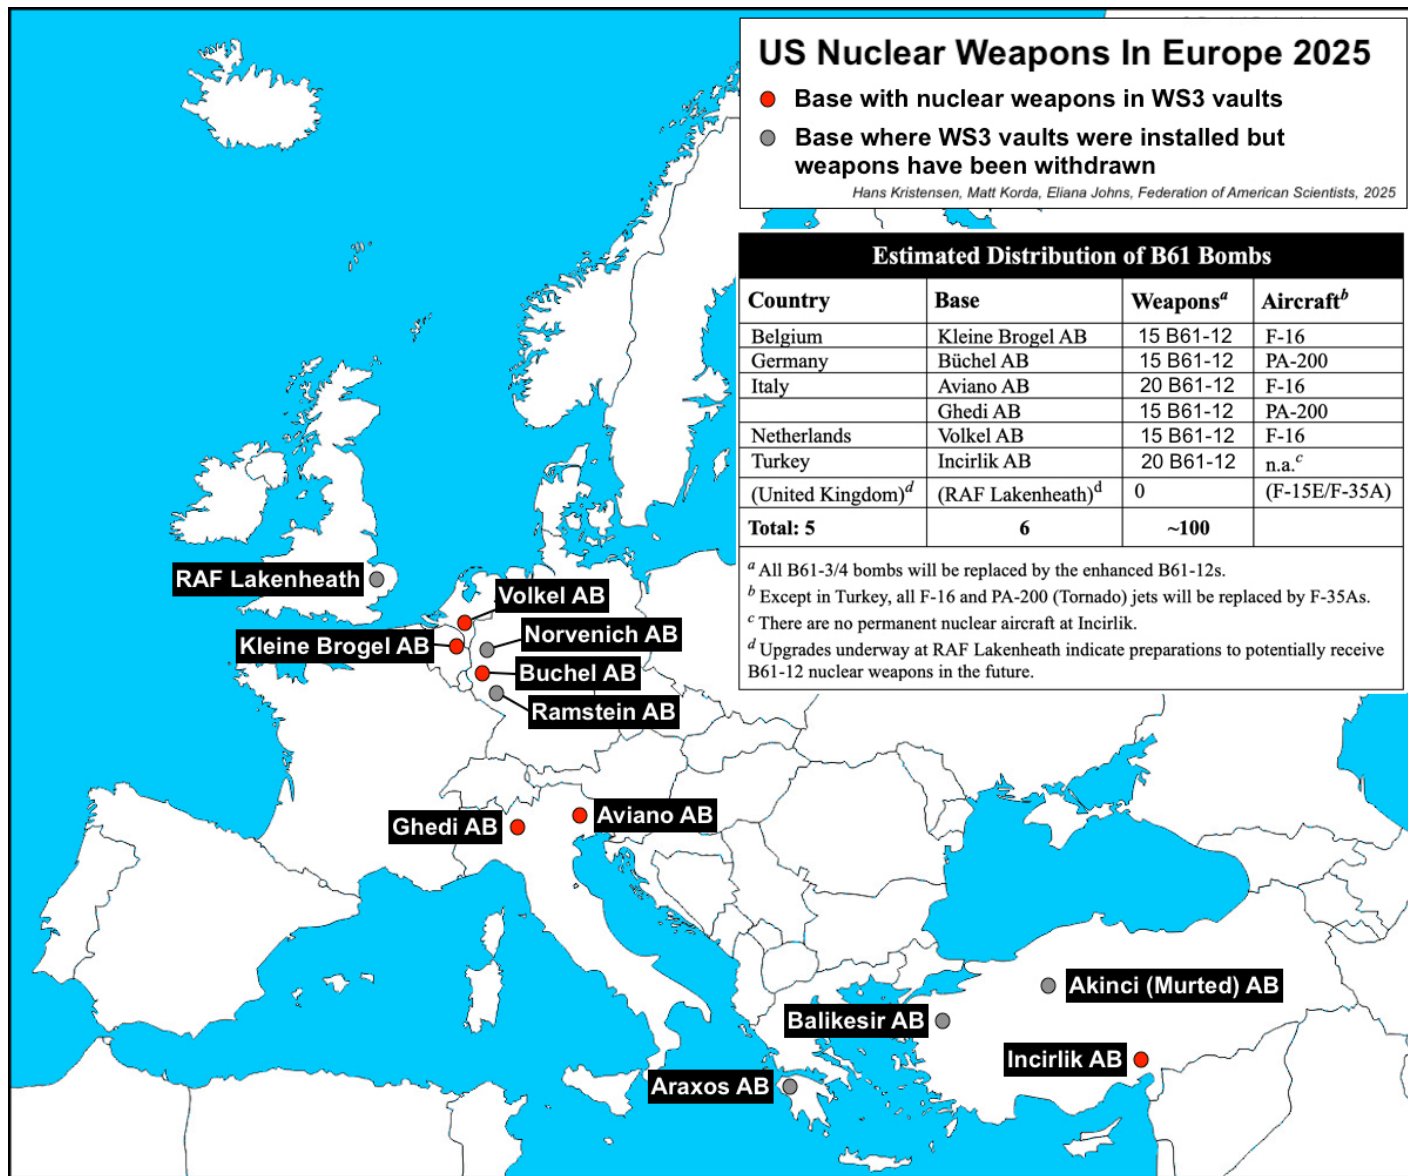 US Nuclear Weapons In Europe 2025
Base with nuclear weapons in WS3 vaults
Base where WS3 vaults were installed but
weapons have been withdrawn
Hans Kristensen, Matt Korda, Eliana Johns, Federation of American Scientists, 2025
Estimated Distribution of B61 Bombs
Country Base Weapons^a Aircraft^b
Belgium Kleine Brogel AB 15 B61-12 F-16
Germany Büchel AB 15 B61-12 PA-200
Italy Aviano AB 20 B61-12 F-16
Ghedi AB 15 B61-12 PA-200
Netherlands Volkel AB 15 B61-12 F-16
Turkey Incirlik AB 20 B61-12 n.a.^c
(United Kingdom)^d (RAF Lakenheath)^d 0 (F-15E/F-35A)
Total: 5 6 ~100
^a All B61-3/4 bombs will be replaced by the enhanced B61-12s.
^b Except in Turkey, all F-16 and PA-200 (Tornado) jets will be replaced by F-35As.
^c There are no permanent nuclear aircraft at Incirlik.
^d Upgrades underway at RAF Lakenheath indicate preparations to potentially receive
B61-12 nuclear weapons in the future.
RAF Lakenheath
Volkel AB
Norvenich AB
Kleine Brogel AB
Buchel AB
Ramstein AB
Aviano AB
Ghedi AB
Akinci (Murted) AB
Balikesir AB
Incirlik AB
Araxos AB